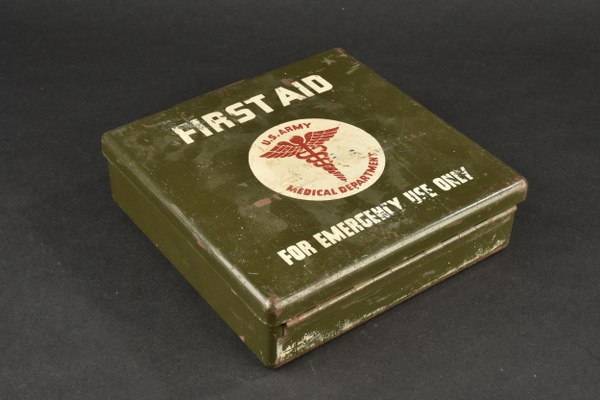 FIRST AID
U.S. ARMY
MEDICAL DEPARTMENT
FOR EMERGENCY USE ONLY